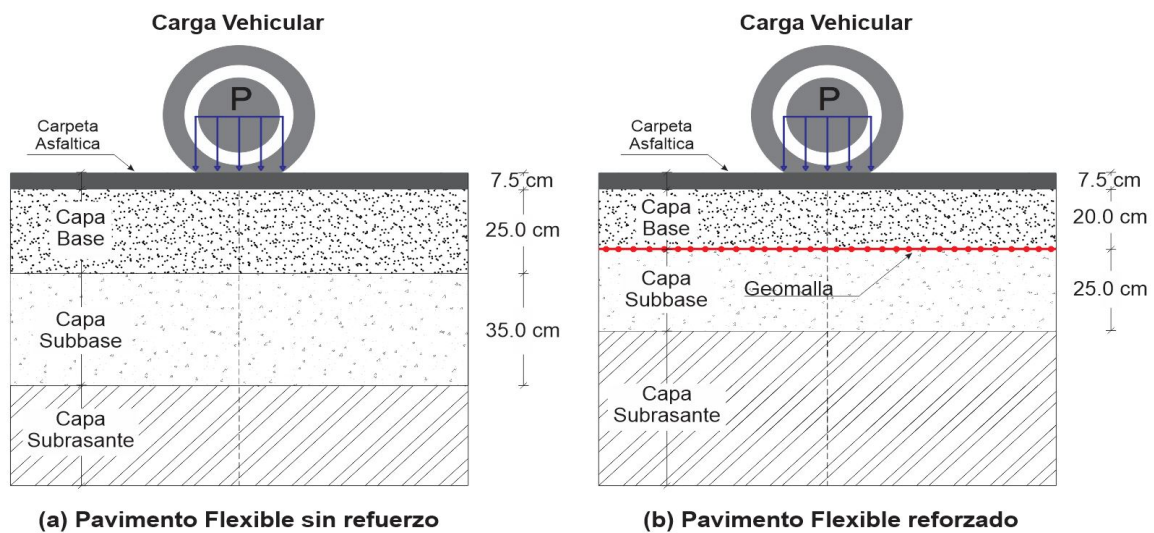 Carga Vehicular
P
Carpeta
Asfaltica
7.5 cm
Capa
Base
25.0 cm
Capa
Subbase
35.0 cm
Capa
Subrasante
(a) Pavimento Flexible sin refuerzo
Carga Vehicular
P
Carpeta
Asfaltica
7.5 cm
Capa
Base
20.0 cm
Capa
Subbase
Geomalla
25.0 cm
Capa
Subrasante
(b) Pavimento Flexible reforzado